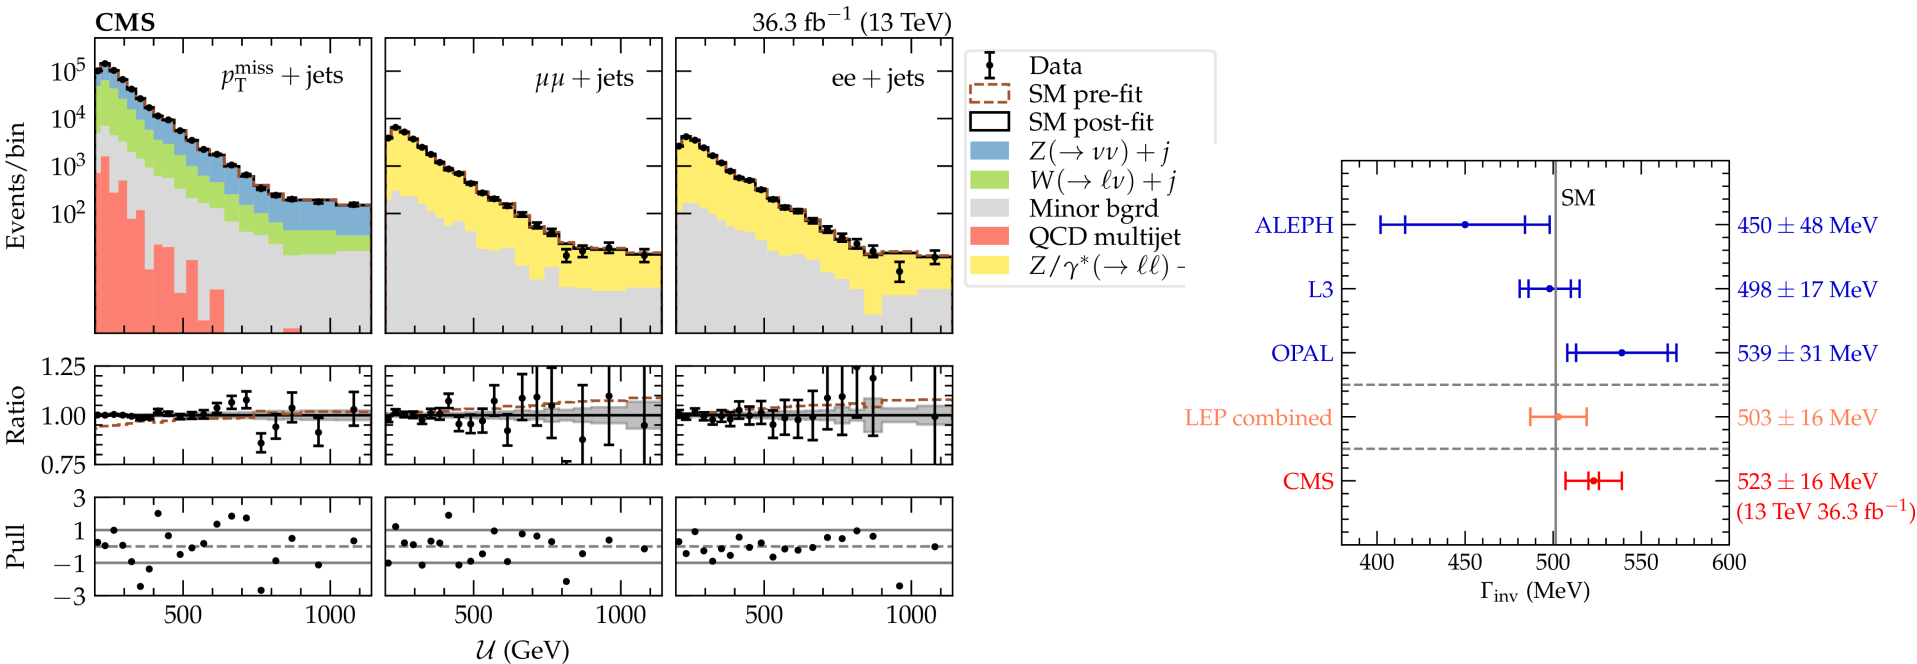 CMS
36.3 fb⁻¹ (13 TeV)
Events/bin
10⁵
10⁴
10³
10²
p_T^miss + jets
μμ + jets
ee + jets
Data
SM pre-fit
SM post-fit
Z(→ νν) + j
W(→ ℓν) + j
Minor bgrd
QCD multijet
Z/γ*(→ ℓℓ) -
Ratio
1.25
1.00
0.75
Pull
3
1
−1
−3
500
1000
500
1000
500
1000
𝒰 (GeV)
SM
ALEPH
450 ± 48 MeV
L3
498 ± 17 MeV
OPAL
539 ± 31 MeV
LEP combined
503 ± 16 MeV
CMS
523 ± 16 MeV
(13 TeV 36.3 fb⁻¹)
400
450
500
550
600
Γ_inv (MeV)